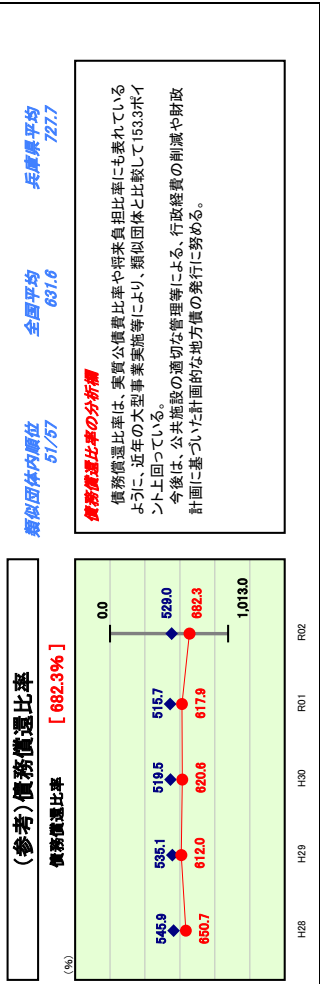 (参考)債務償還比率
債務償還比率
[ 682.3% ]
(%)
0.0
545.9
535.1
519.5
515.7
529.0
650.7
612.0
620.6
617.9
682.3
1,013.0
H28
H29
H30
R01
R02
類似団体内順位
51/57
全国平均
631.6
兵庫県平均
727.7
債務償還比率の分析欄
債務償還比率は、実質公債費比率や将来負担比率にも表れている
ように、近年の大型事業実施等により、類似団体と比較して153.3ポイ
ント上回っている。
今後は、公共施設の適切な管理等による、行政経費の削減や財政
計画に基づいた計画的な地方債の発行に努める。